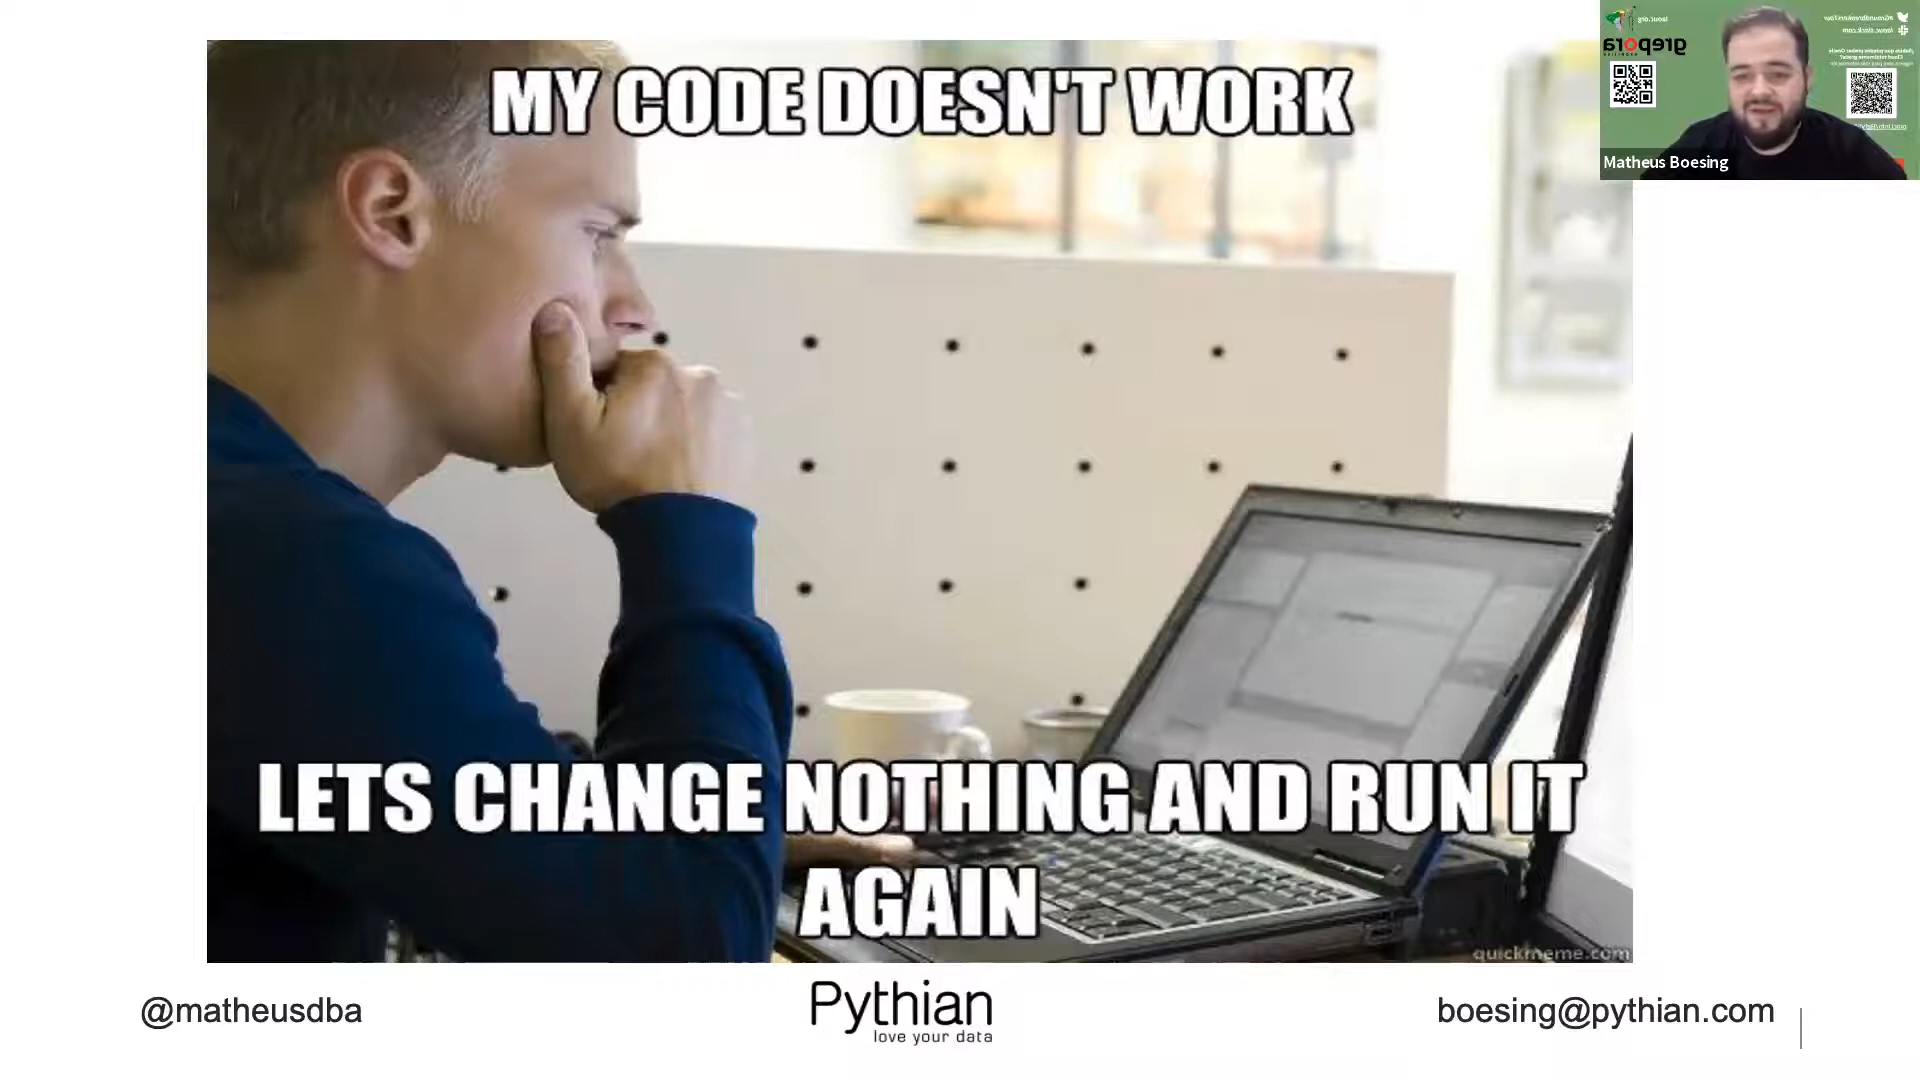 MY CODE DOESN'T WORK
LETS CHANGE NOTHING AND RUN IT
AGAIN
quickmeme.com
grepora
Matheus Boesing
@matheusdba
Pythian
love your data
boesing@pythian.com